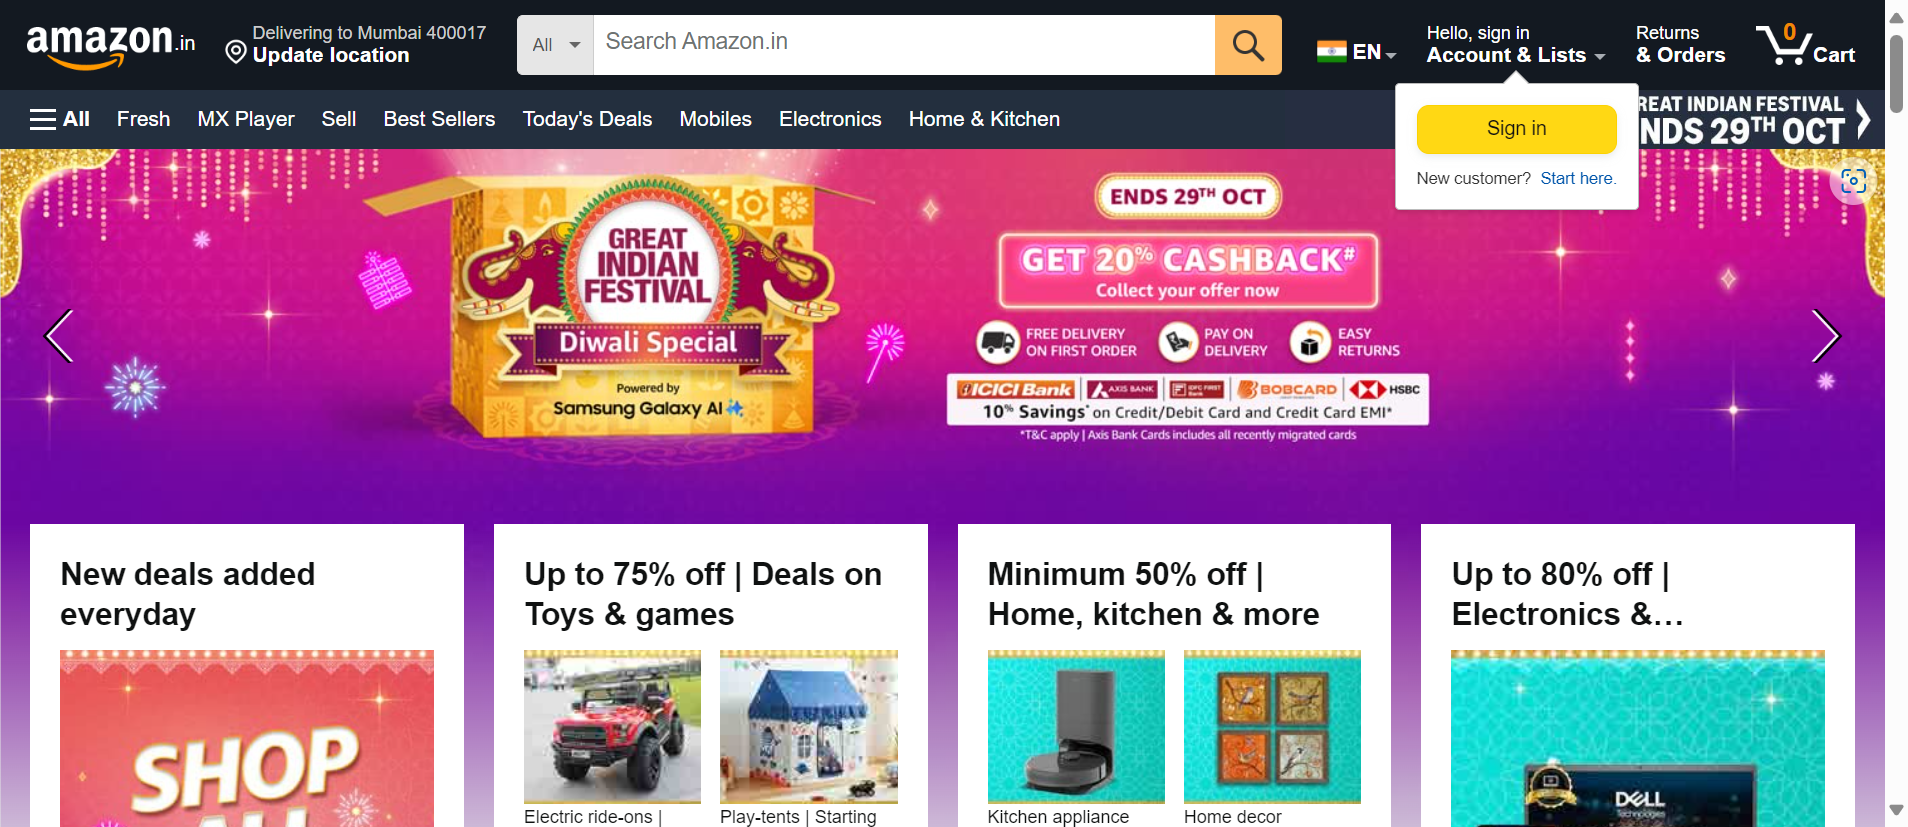 amazon.in
Delivering to Mumbai 400017
Update location
All
Search Amazon.in
EN
Hello, sign in
Account & Lists
Returns
& Orders
0
Cart
All
Fresh
MX Player
Sell
Best Sellers
Today's Deals
Mobiles
Electronics
Home & Kitchen
REAT INDIAN FESTIVAL
NDS 29TH OCT
Sign in
New customer? Start here.
GREAT
INDIAN
FESTIVAL
Diwali Special
Powered by
Samsung Galaxy AI
ENDS 29TH OCT
GET 20% CASHBACK#
Collect your offer now
FREE DELIVERY
ON FIRST ORDER
PAY ON
DELIVERY
EASY
RETURNS
ICICI Bank
AXIS BANK
IDFC FIRST
Bank
BOBCARD
HSBC
10% Savings* on Credit/Debit Card and Credit Card EMI*
*T&C apply | Axis Bank Cards includes all recently migrated cards
New deals added
everyday
SHOP
ALL
Up to 75% off | Deals on
Toys & games
Electric ride-ons |
Play-tents | Starting
Minimum 50% off |
Home, kitchen & more
Kitchen appliance
Home decor
Up to 80% off |
Electronics &…
DELL
Technologies